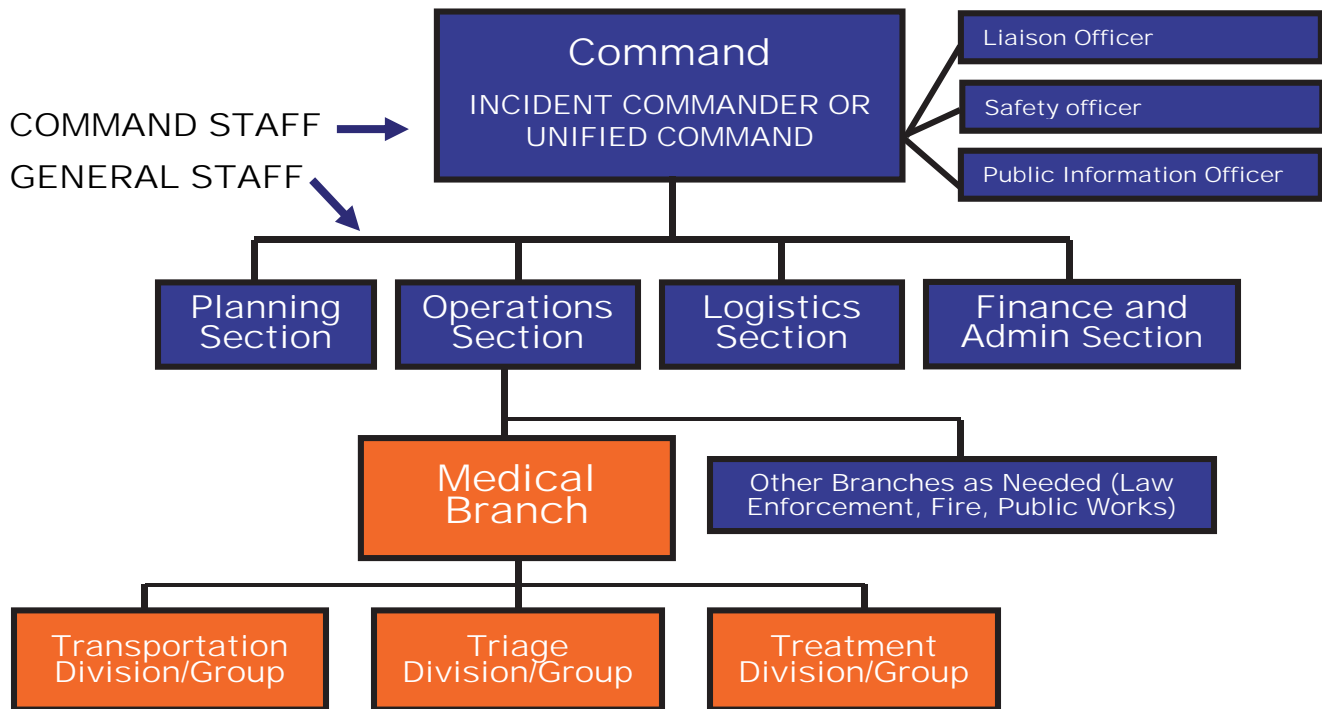 Command
INCIDENT COMMANDER OR
UNIFIED COMMAND
Liaison Officer
Safety officer
Public Information Officer
COMMAND STAFF
GENERAL STAFF
Planning
Section
Operations
Section
Logistics
Section
Finance and
Admin Section
Medical
Branch
Other Branches as Needed (Law
Enforcement, Fire, Public Works)
Transportation
Division/Group
Triage
Division/Group
Treatment
Division/Group